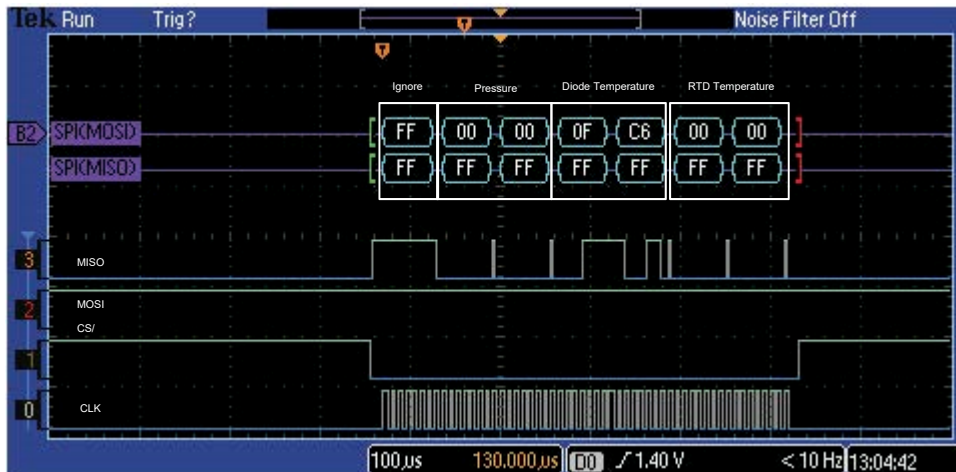 Tek Run Trig? Noise Filter Off
T
T
Ignore Pressure Diode Temperature RTD Temperature
B2 SPI(MOSI) FF 00 00 0F C6 00 00
SPI(MISO) FF FF FF FF FF FF FF
3 MISO
2 MOSI
CS/
1
0 CLK
100µs 130.000µs D0 1.40 V < 10 Hz 13:04:42